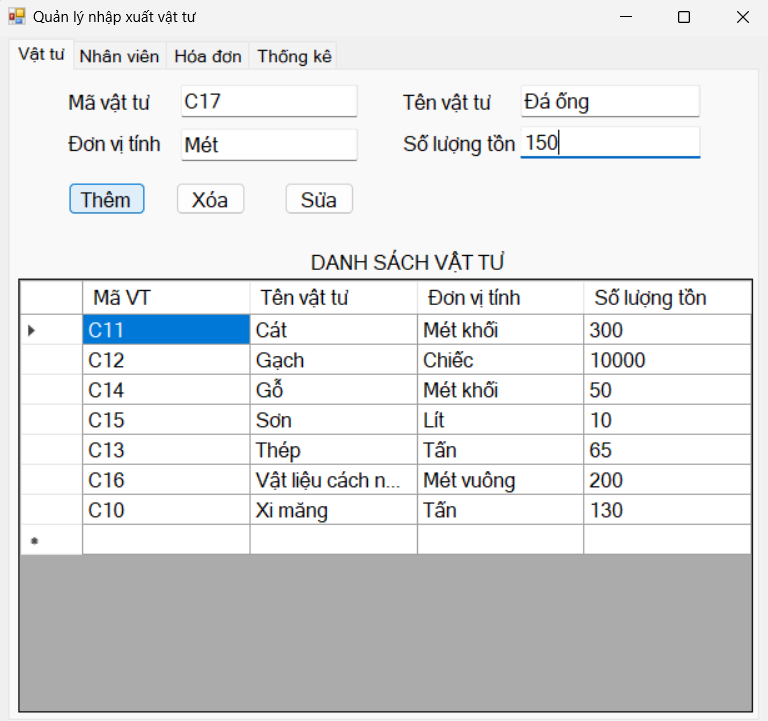 Quản lý nhập xuất vật tư
Vật tư Nhân viên Hóa đơn Thống kê
Mã vật tư C17 Tên vật tư Đá ống
Đơn vị tính Mét Số lượng tồn 150
Thêm Xóa Sửa
DANH SÁCH VẬT TƯ
Mã VT Tên vật tư Đơn vị tính Số lượng tồn
C11 Cát Mét khối 300
C12 Gạch Chiếc 10000
C14 Gỗ Mét khối 50
C15 Sơn Lít 10
C13 Thép Tấn 65
C16 Vật liệu cách n... Mét vuông 200
C10 Xi măng Tấn 130